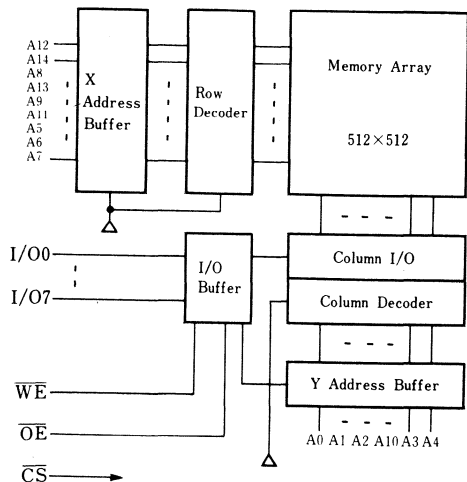 A12
A14
A8
A13
A9
A11
A5
A6
A7
X
Address
Buffer
Row
Decoder
Memory Array
512×512
I/O0
I/O7
I/O
Buffer
Column I/O
Column Decoder
Y Address Buffer
WE
OE
CS
A0 A1 A2 A10 A3 A4